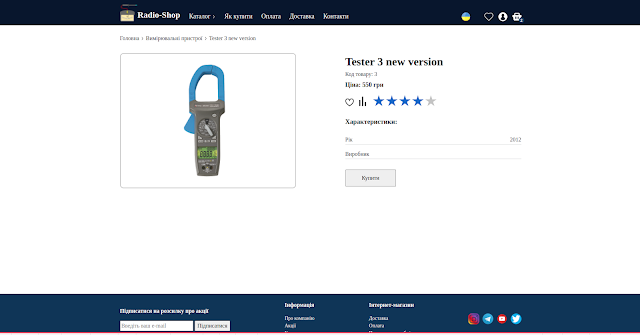 Radio-Shop
Каталог › Як купити Оплата Доставка Контакти
Головна › Вимірювальні пристрої › Tester 3 new version
Tester 3 new version
Код товару: 3
Ціна: 550 грн
Характеристики:
Рік 2012
Виробник
Купити
Підписатися на розсилку про акції
Введіть ваш e-mail Підписатися
Інформація
Про компанію
Акції
Інтернет-магазин
Доставка
Оплата